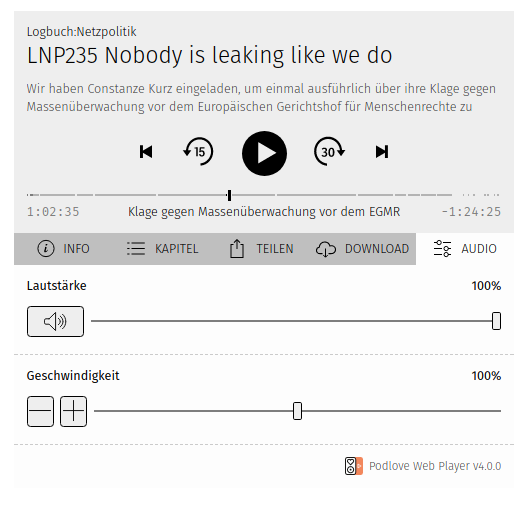 Logbuch:Netzpolitik
LNP235 Nobody is leaking like we do
Wir haben Constanze Kurz eingeladen, um einmal ausführlich über ihre Klage gegen
Massenüberwachung vor dem Europäischen Gerichtshof für Menschenrechte zu
15 30
1:02:35 Klage gegen Massenüberwachung vor dem EGMR -1:24:25
INFO KAPITEL TEILEN DOWNLOAD AUDIO
Lautstärke 100%
Geschwindigkeit 100%
Podlove Web Player v4.0.0